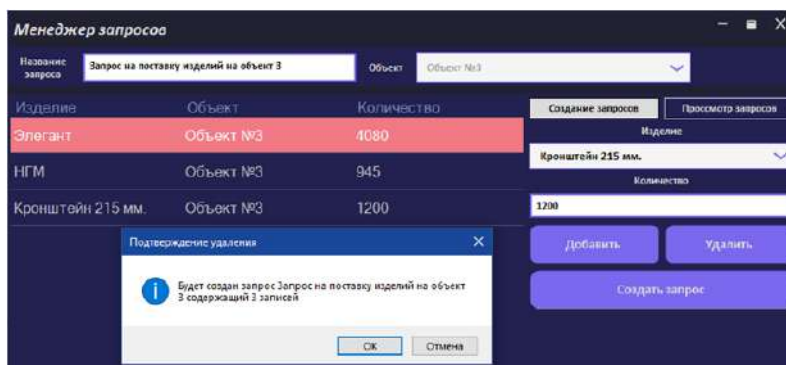 Менеджер запросов
Название запроса
Запрос на поставку изделий на объект 3
Объект
Объект №3
Изделие Объект Количество
Элегант Объект №3 4080
НГМ Объект №3 945
Кронштейн 215 мм. Объект №3 1200
Создание запросов Просмотр запросов
Изделие
Кронштейн 215 мм.
Количество
1200
Добавить Удалить
Создать запрос
Подтверждение удаления
Будет создан запрос Запрос на поставку изделий на объект
3 содержащий 3 записей
ОК Отмена